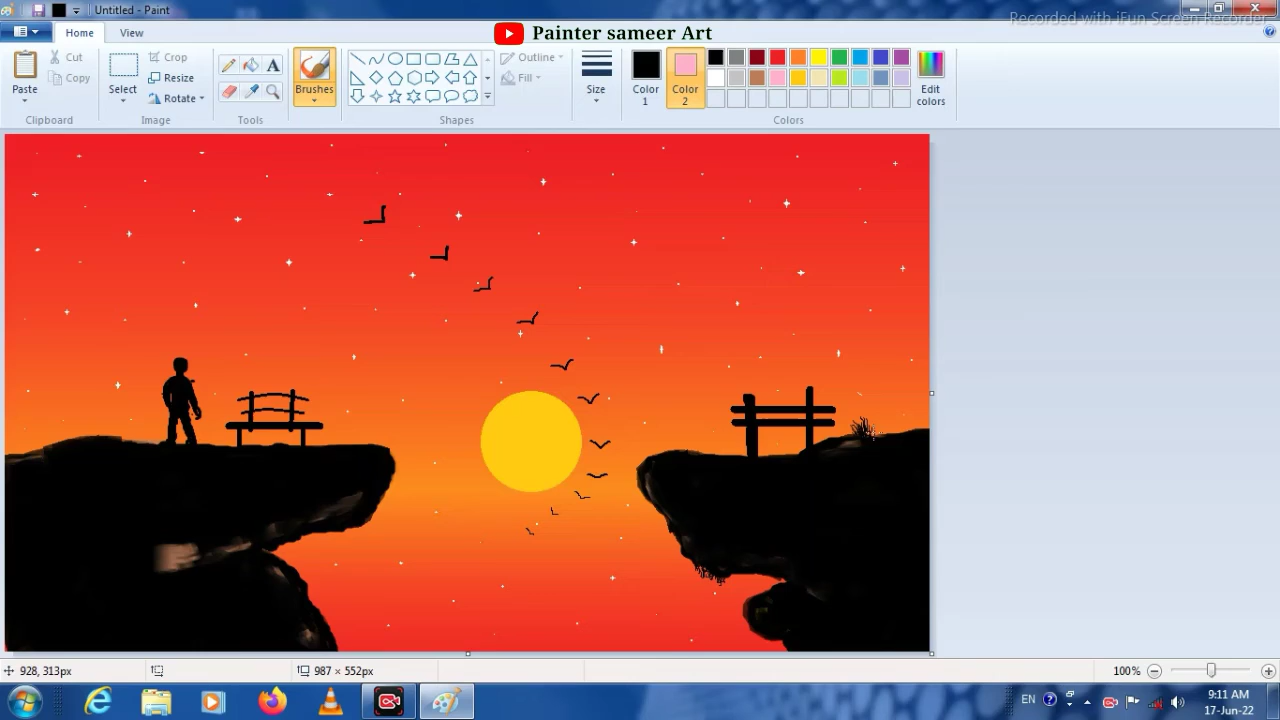 Untitled - Paint
Recorded with iFun Screen Recorder
Painter sameer Art
Home
View
Paste
Cut
Copy
Clipboard
Select
Crop
Resize
Rotate
Image
Tools
Brushes
Shapes
Outline
Fill
Size
Color
1
Color
2
Colors
Edit
colors
928, 313px
987 × 552px
100%
EN
9:11 AM
17-Jun-22